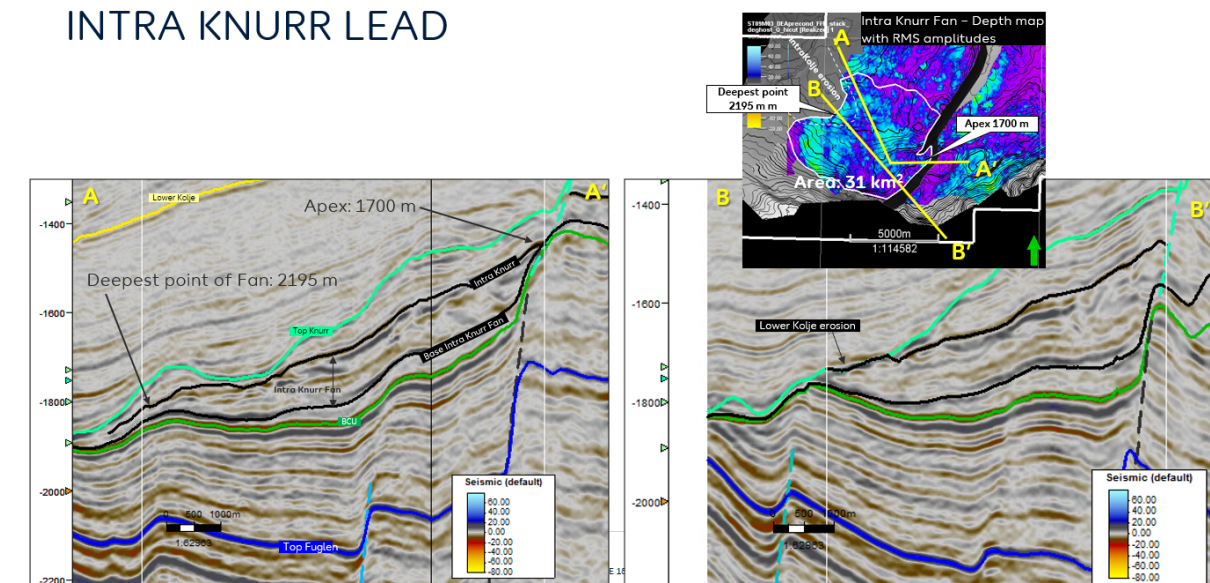 INTRA KNURR LEAD
Intra Knurr Fan – Depth map
with RMS amplitudes
A
IntraKolje erosion
B
Deepest point
2195 m m
Apex 1700 m
A'
Area: 31 km²
5000m
1:114582
B'
A
Lower Kolje
A'
Apex: 1700 m
Deepest point of Fan: 2195 m
Intra Knurr
Top Knurr
Base Intra Knurr Fan
Intra Knurr Fan
BCU
-1400
-1600
-1800
-2000
-2200
0 500 1000m
1:62963
Top Fuglen
Seismic (default)
60.00
40.00
20.00
0.00
-20.00
-40.00
-60.00
-80.00
B
B'
-1400
-1600
-1800
-2000
Lower Kolje erosion
0 500 1000m
1:62963
Seismic (default)
60.00
40.00
20.00
0.00
-20.00
-40.00
-60.00
-80.00